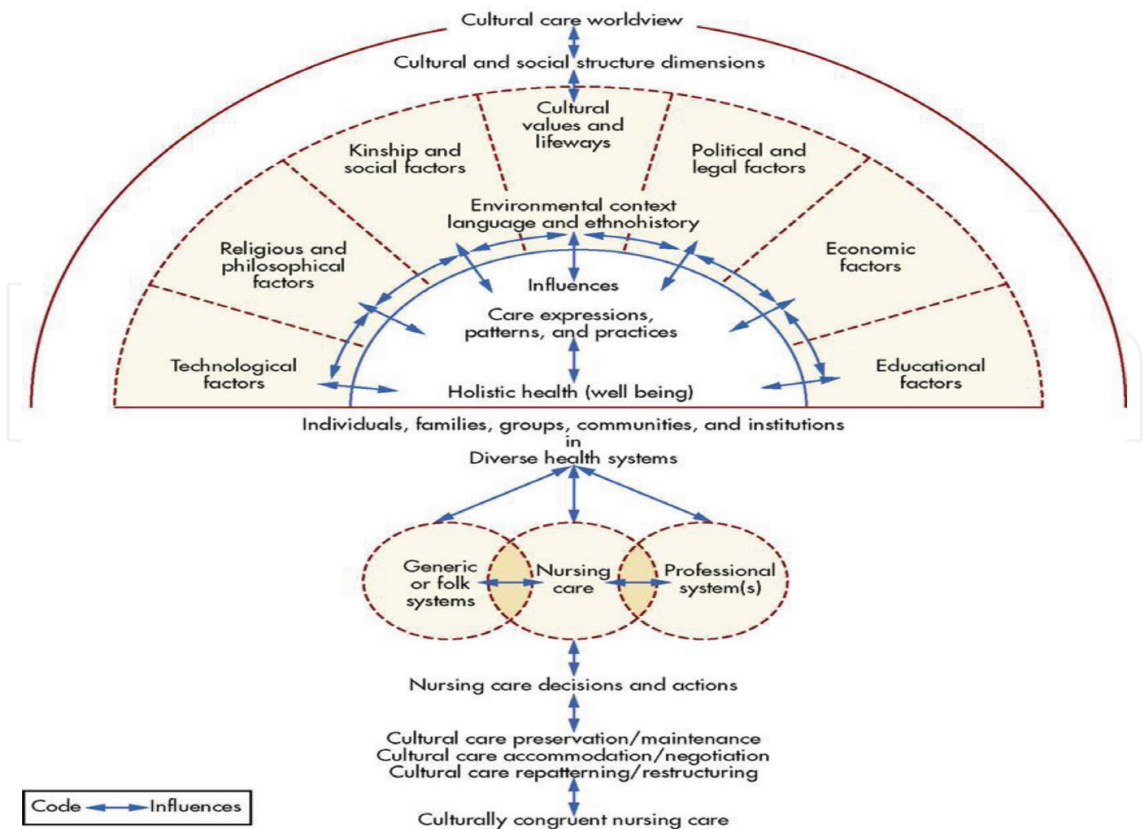 Cultural care worldview
Cultural and social structure dimensions
Cultural
values and
lifeways
Kinship and
social factors
Political and
legal factors
Environmental context
language and ethnohistory
Religious and
philosophical
factors
Economic
factors
Influences
Care expressions,
patterns, and practices
Technological
factors
Educational
factors
Holistic health (well being)
Individuals, families, groups, communities, and institutions
in
Diverse health systems
Generic
or folk
systems
Nursing
care
Professional
system(s)
Nursing care decisions and actions
Cultural care preservation/maintenance
Cultural care accommodation/negotiation
Cultural care repatterning/restructuring
Code Influences
Culturally congruent nursing care